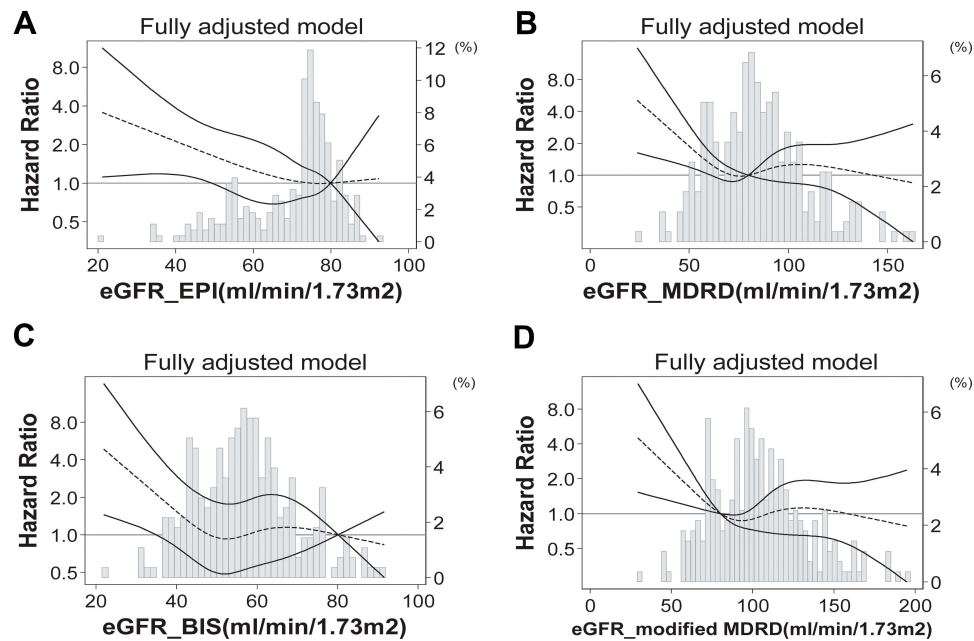 A
Fully adjusted model
Hazard Ratio
8.0
4.0
2.0
1.0
0.5
12 (%)
10
8
6
4
2
0
20 40 60 80 100
eGFR_EPI(ml/min/1.73m2)
B
Fully adjusted model
Hazard Ratio
8.0
4.0
2.0
1.0
0.5
(%)
6
4
2
0
0 50 100 150
eGFR_MDRD(ml/min/1.73m2)
C
Fully adjusted model
Hazard Ratio
8.0
4.0
2.0
1.0
0.5
(%)
6
4
2
0
20 40 60 80 100
eGFR_BIS(ml/min/1.73m2)
D
Fully adjusted model
Hazard Ratio
8.0
4.0
2.0
1.0
0.5
(%)
6
4
2
0
0 50 100 150 200
eGFR_modified MDRD(ml/min/1.73m2)